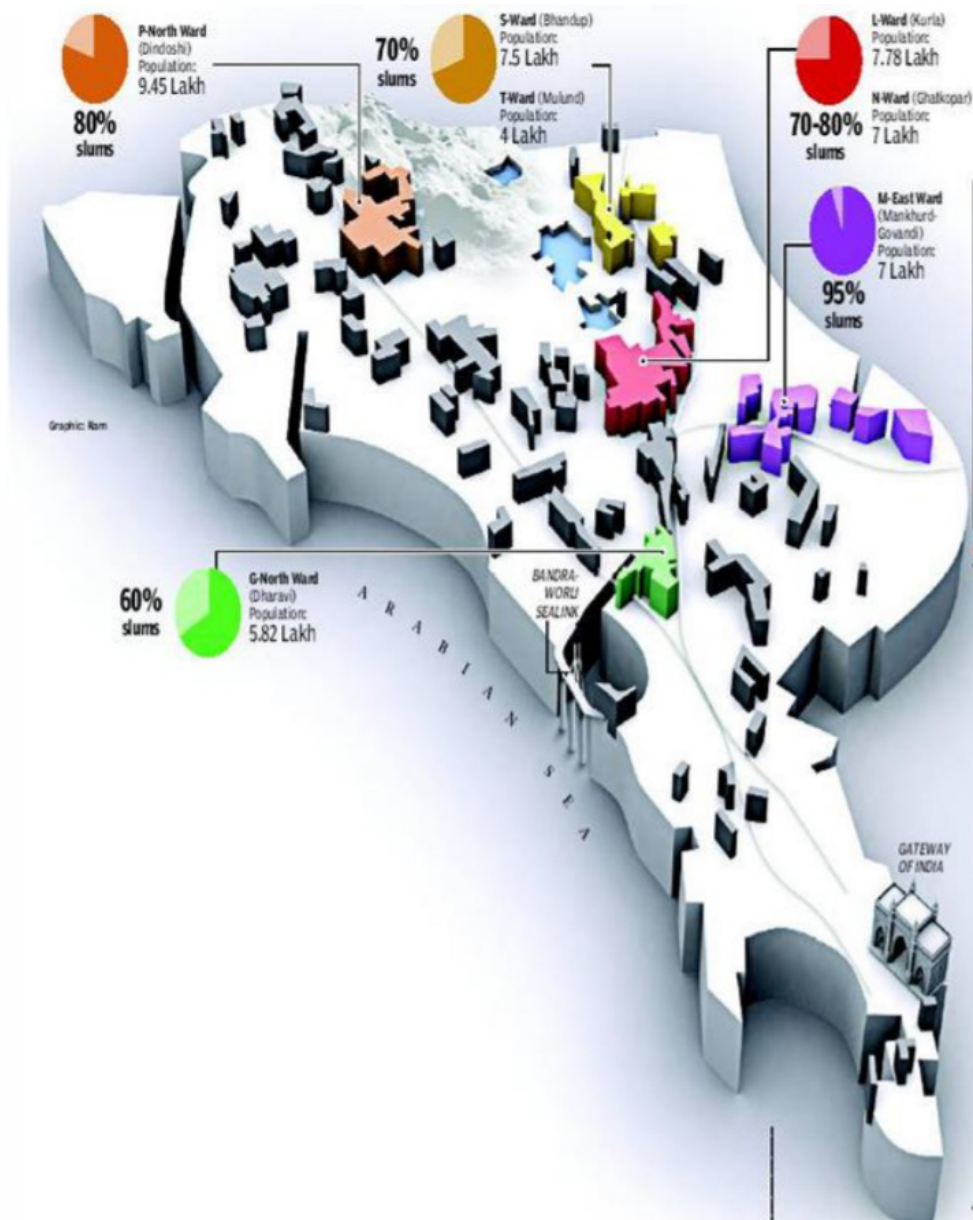 P-North Ward
(Dindoshi)
Population:
9.45 Lakh
80%
slums
70%
slums
S-Ward (Bhandup)
Population:
7.5 Lakh
T-Ward (Mulund)
Population:
4 Lakh
L-Ward (Kurla)
Population:
7.78 Lakh
N-Ward (Ghatkopar)
Population:
7 Lakh
70-80%
slums
M-East Ward
(Mankhurd-
Govandi)
Population:
7 Lakh
95%
slums
Graphic: Ram
60%
slums
G-North Ward
(Dharavi)
Population:
5.82 Lakh
BANDRA-
WORLI
SEALINK
ARABIAN SEA
GATEWAY
OF INDIA